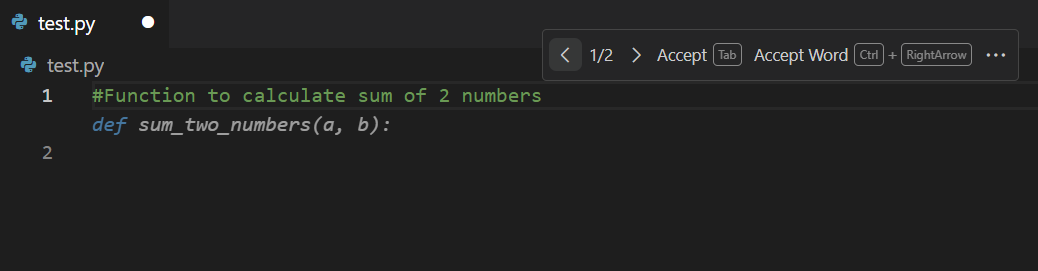 test.py
1/2 Accept Tab Accept Word Ctrl + RightArrow ...
test.py
1 #Function to calculate sum of 2 numbers
def sum_two_numbers(a, b):
2